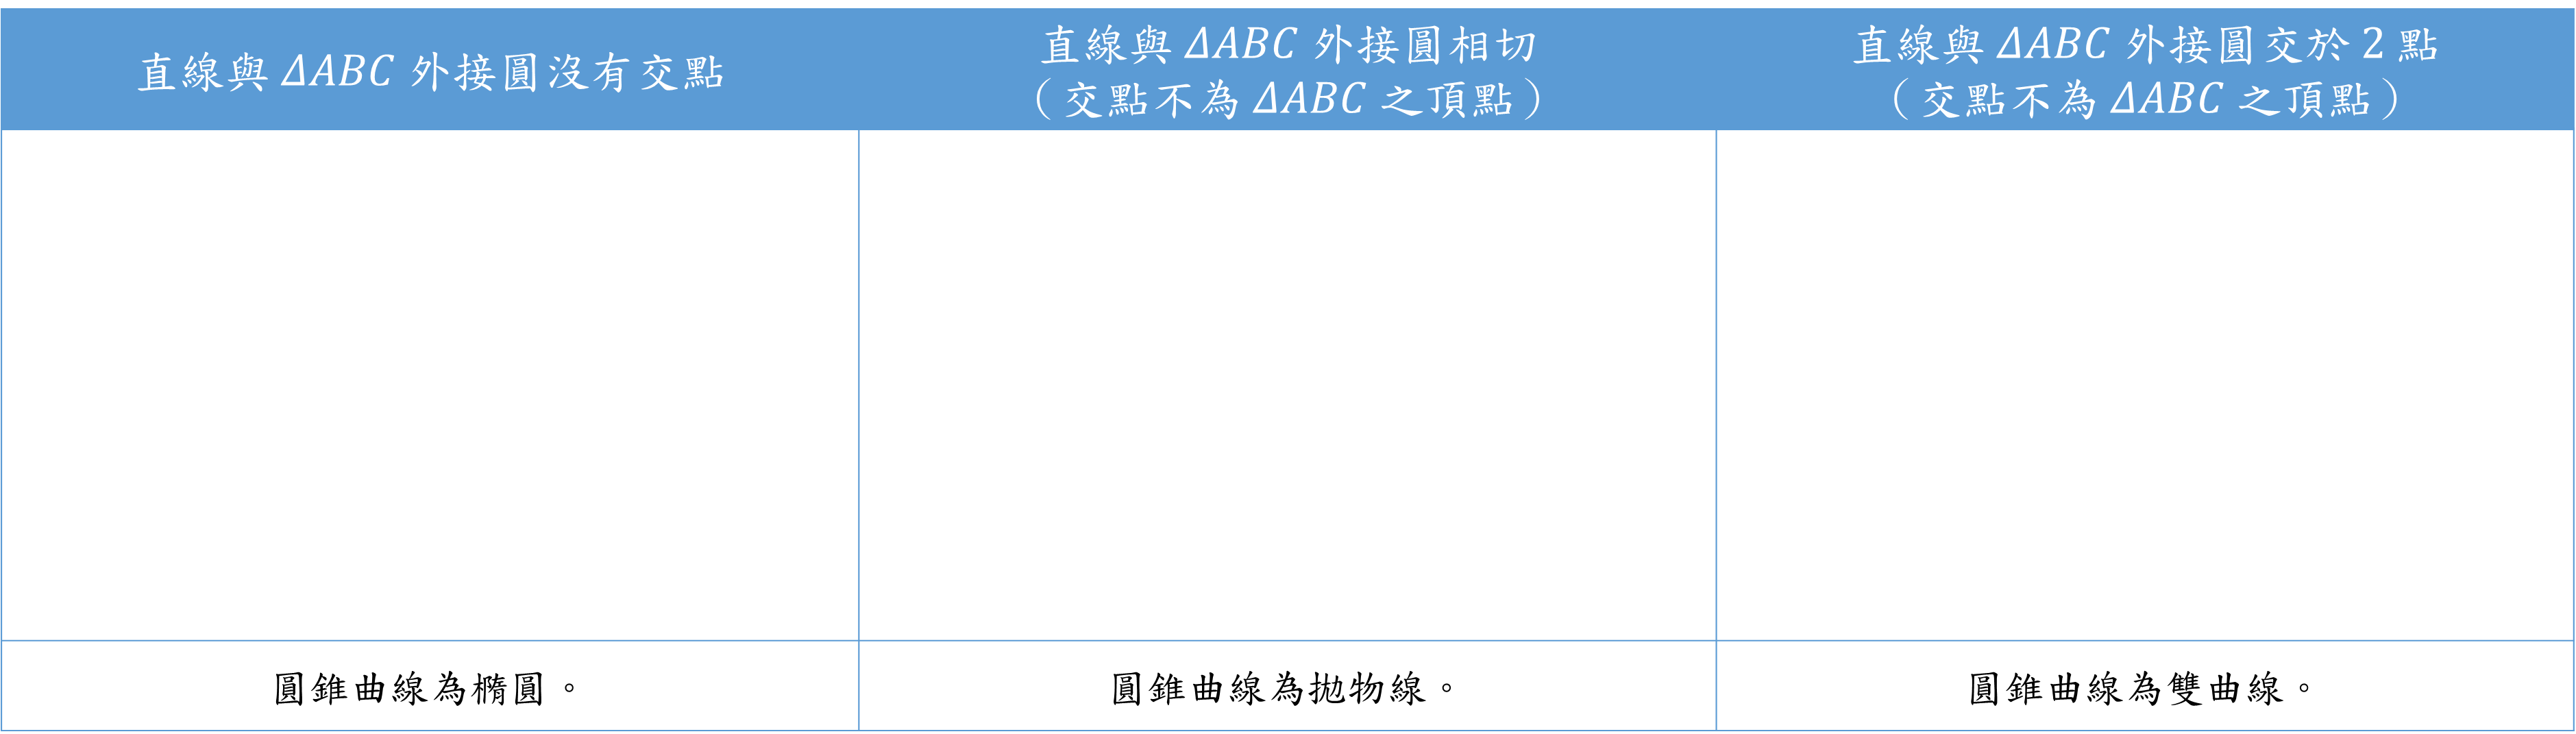 直線與 ΔABC 外接圓沒有交點
直線與 ΔABC 外接圓相切
（交點不為 ΔABC 之頂點）
直線與 ΔABC 外接圓交於 2 點
（交點不為 ΔABC 之頂點）
圓錐曲線為橢圓。
圓錐曲線為拋物線。
圓錐曲線為雙曲線。